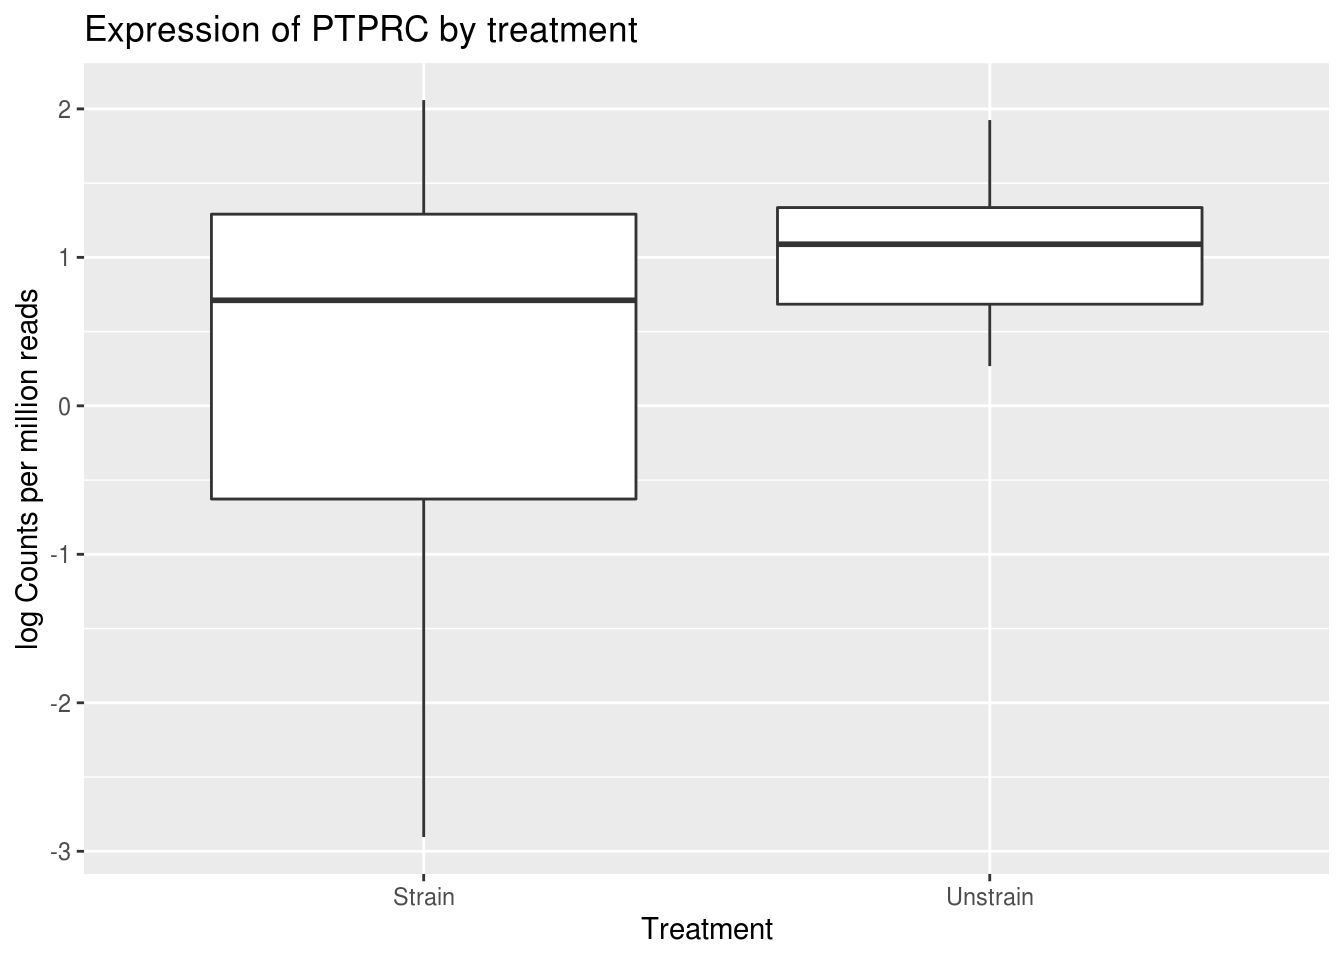 Expression of PTPRC by treatment
log Counts per million reads
2
1
0
-1
-2
-3
Strain
Unstrain
Treatment